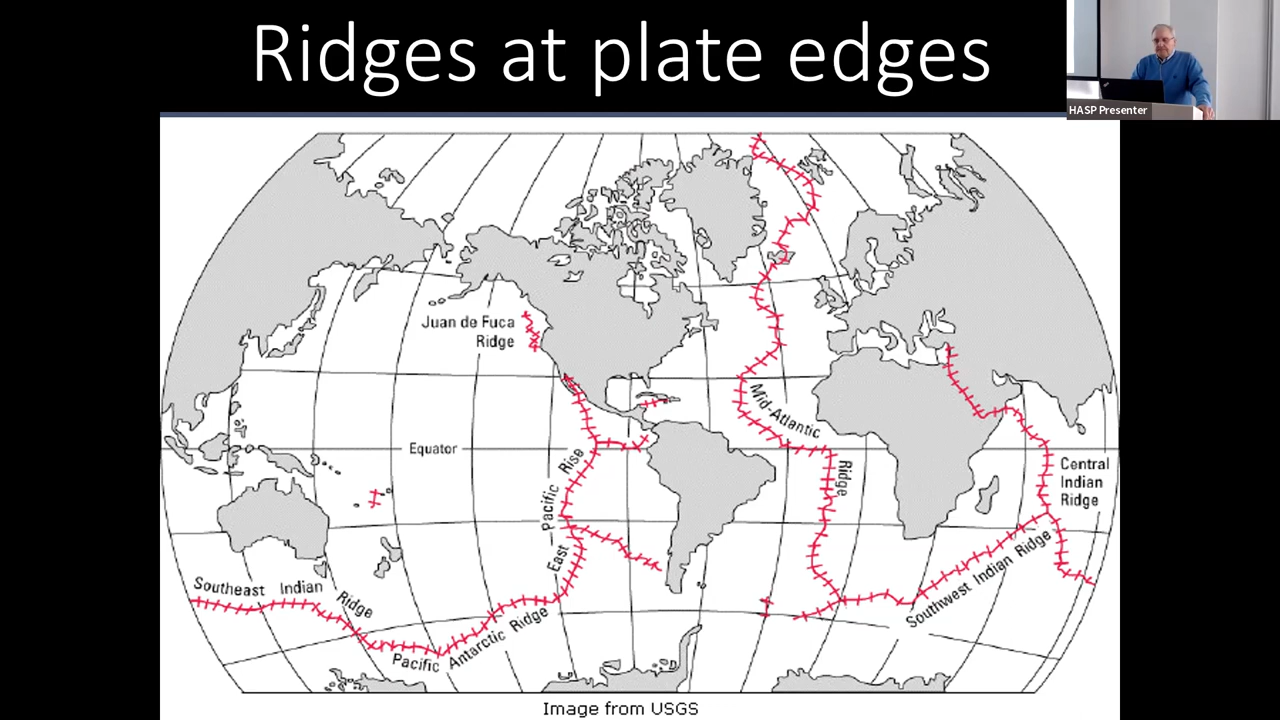 Ridges at plate edges
HASP Presenter
Juan de Fuca
Ridge
Mid-Atlantic
Ridge
Equator
East Pacific Rise
Central
Indian
Ridge
Southeast Indian Ridge
Southwest Indian Ridge
Pacific Antarctic Ridge
Image from USGS